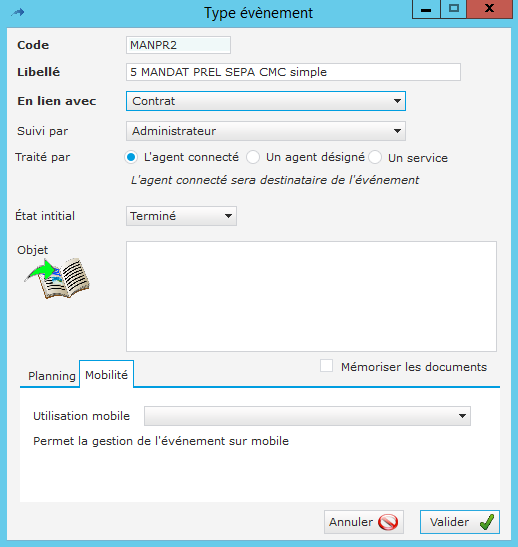 Type évènement
Code MANPR2
Libellé 5 MANDAT PREL SEPA CMC simple
En lien avec Contrat
Suivi par Administrateur
Traité par L'agent connecté Un agent désigné Un service
L'agent connecté sera destinataire de l'événement
État intitial Terminé
Objet
Mémoriser les documents
Planning Mobilité
Utilisation mobile
Permet la gestion de l'événement sur mobile
Annuler Valider